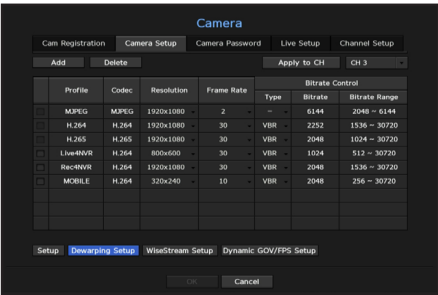 Camera
Cam Registration Camera Setup Camera Password Live Setup Channel Setup
Add Delete Apply to CH CH 3
Profile Codec Resolution Frame Rate Bitrate Control
Type Bitrate Bitrate Range
MJPEG MJPEG 1920x1080 2 - 6144 2048 ~ 6144
H.264 H.264 1920x1080 30 VBR 2252 1536 ~ 30720
H.265 H.265 1920x1080 30 VBR 2048 1024 ~ 30720
Live4NVR H.264 800x600 30 VBR 1024 512 ~ 30720
Rec4NVR H.264 1920x1080 30 VBR 2048 1536 ~ 30720
MOBILE H.264 320x240 10 VBR 2048 256 ~ 30720
Setup Dewarping Setup WiseStream Setup Dynamic GOV/FPS Setup
OK Cancel